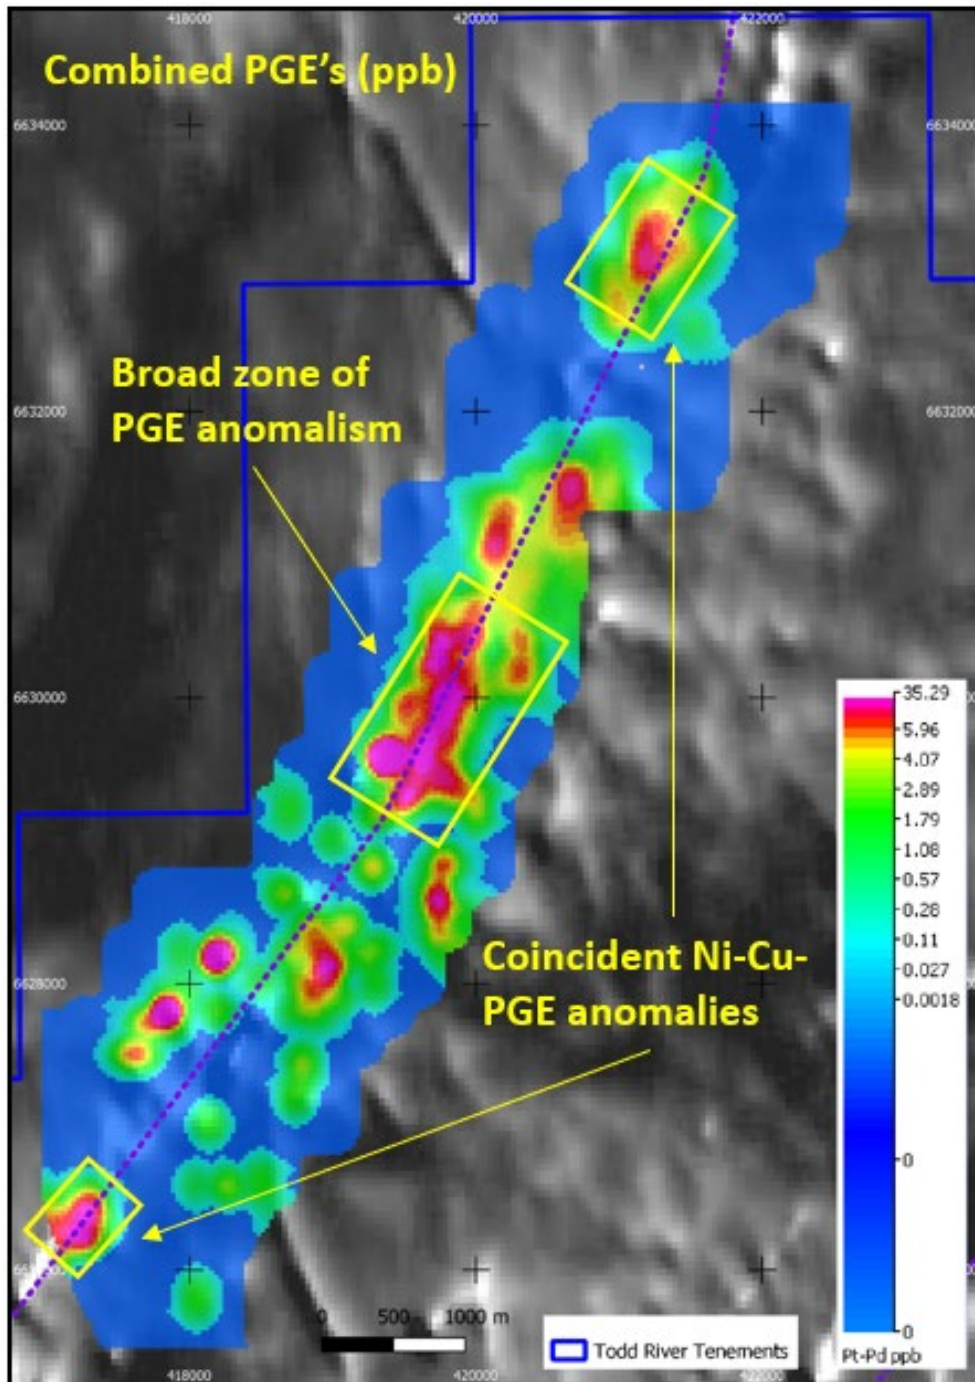 418000 420000 422000
Combined PGE's (ppb)
6634000 6634000
Broad zone of
PGE anomalism
6632000 6632000
6630000
35.29
5.96
4.07
2.89
1.79
1.08
0.57
0.28
0.11
0.027
0.0018
0
0
Pt-Pd ppb
Coincident Ni-Cu-
PGE anomalies
6628000
0 500 1000 m
Todd River Tenements
418000 420000 422000